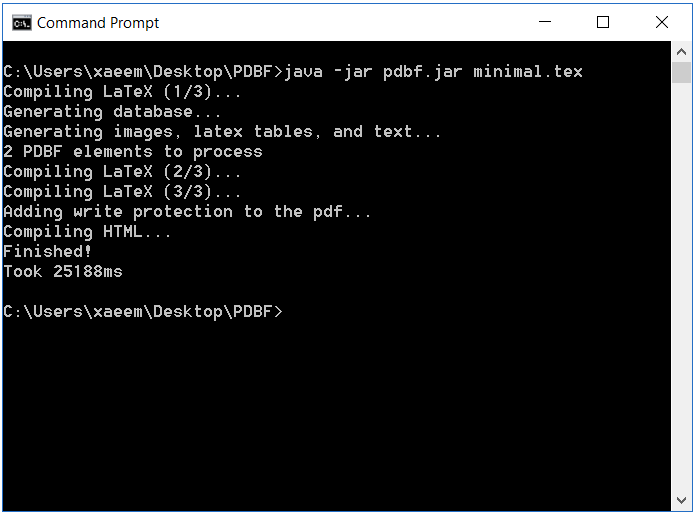 Command Prompt
C:\Users\xaeem\Desktop\PDBF>java -jar pdbf.jar minimal.tex
Compiling LaTeX (1/3)...
Generating database...
Generating images, latex tables, and text...
2 PDBF elements to process
Compiling LaTeX (2/3)...
Compiling LaTeX (3/3)...
Adding write protection to the pdf...
Compiling HTML...
Finished!
Took 25188ms
C:\Users\xaeem\Desktop\PDBF>